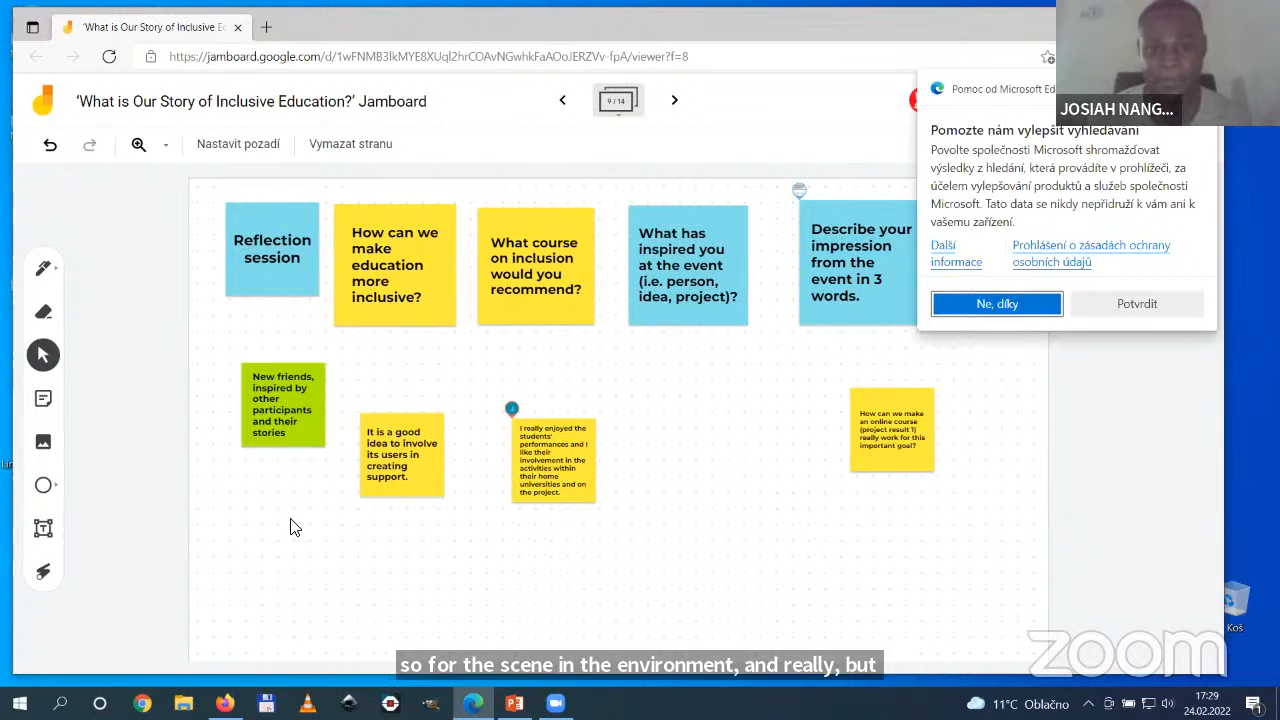 'What is Our Story of Inclusive Ec
https://jamboard.google.com/d/1wFNMB3lkMYE8XUql2hrCOAvNGwhkFaAOoJERZVv-fpA/viewer?f=8
'What is Our Story of Inclusive Education?' Jamboard
9 / 14
Nastavit pozadí
Vymazat stranu
JOSIAH NANG...
Pomoc od Microsoft Ed
Pomozte nám vylepšit vyhledávání
Povolte společnosti Microsoft shromažďovat
výsledky z hledání, která provádíte v prohlížeči, za
účelem vylepšování produktů a služeb společnosti
Microsoft. Tato data se nikdy nepřidruží k vám ani k
vašemu zařízení.
Další
informace
Prohlášení o zásadách ochrany
osobních údajů
Ne, díky
Potvrdit
Reflection
session
How can we
make
education
more
inclusive?
What course
on inclusion
would you
recommend?
What has
inspired you
at the event
(i.e. person,
idea, project)?
Describe your
impression
from the
event in 3
words.
New friends,
inspired by
other
participants
and their
stories
It is a good
idea to involve
its users in
creating
support.
I really enjoyed the
students'
performances and I
like their
involvement in the
activities within
their home
universities and on
the project.
How can we make
an online course
(project result 1)
really work for this
important goal?
Koš
so for the scene in the environment, and really, but
zoom
11°C Oblačno
17:29
24.02.2022
1